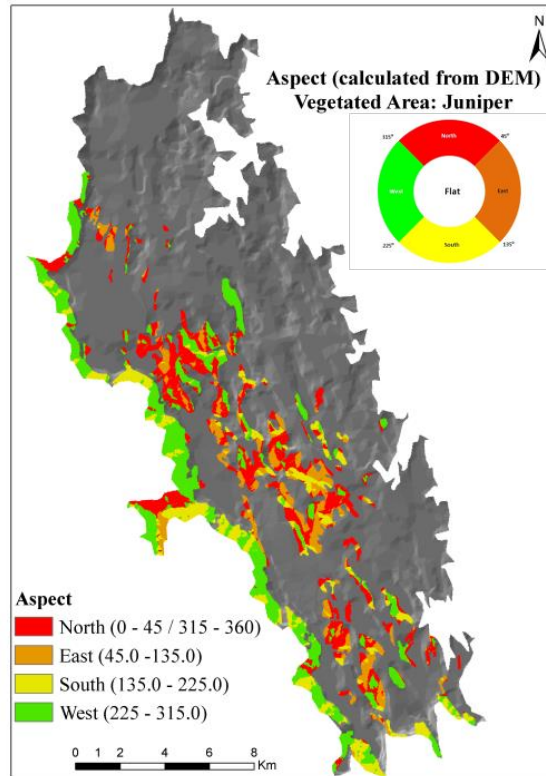 N
Aspect (calculated from DEM)
Vegetated Area: Juniper
315°
North
45°
West
Flat
East
225°
South
135°
Aspect
North (0 - 45 / 315 - 360)
East (45.0 -135.0)
South (135.0 - 225.0)
West (225 - 315.0)
0 1 2 4 6 8
Km